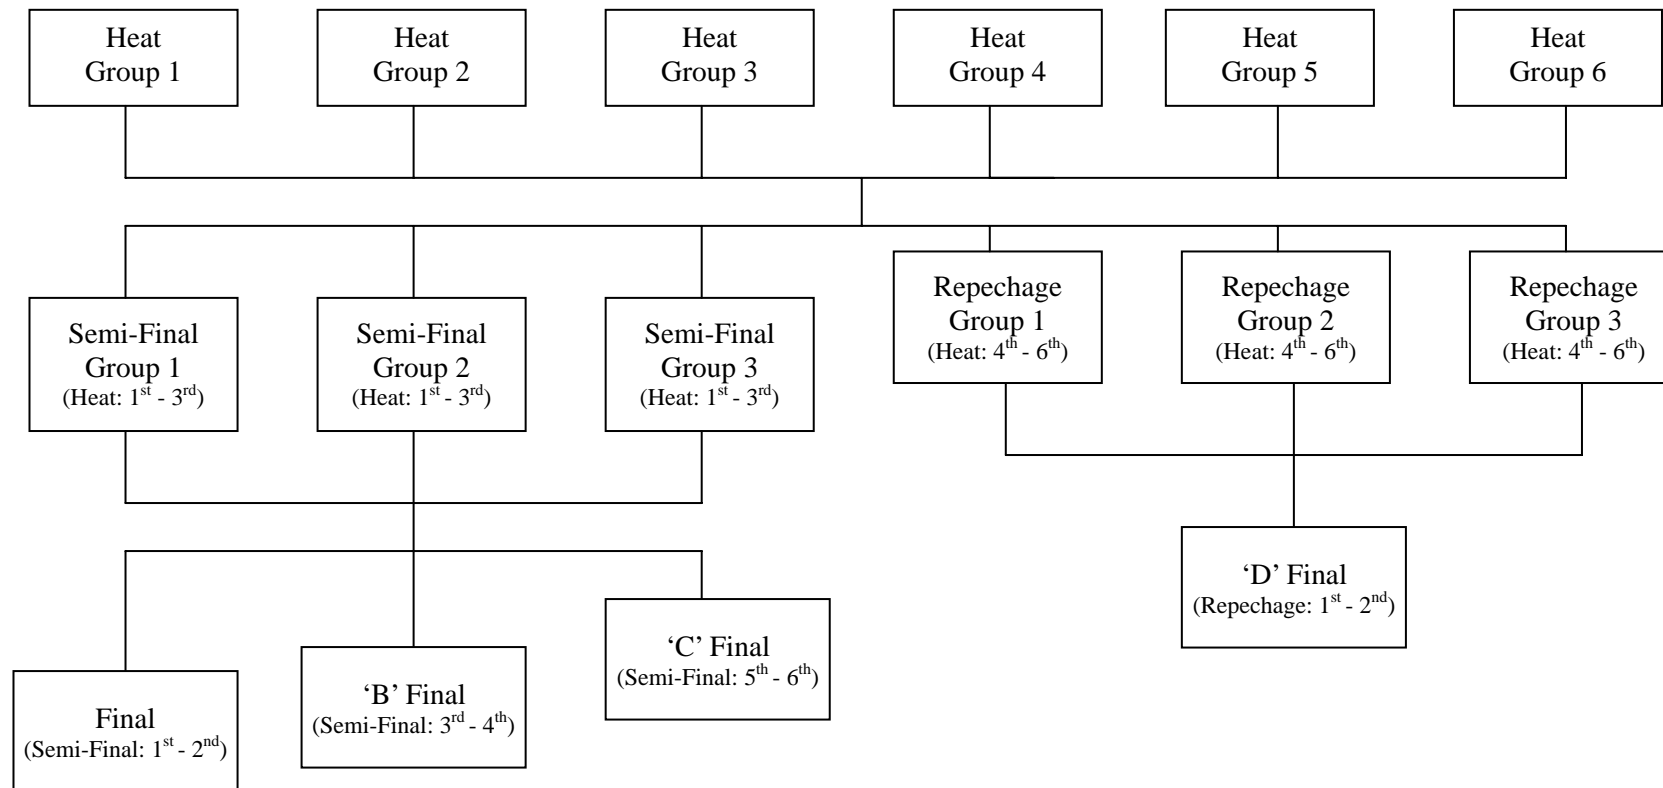 Heat
Group 1
Heat
Group 2
Heat
Group 3
Heat
Group 4
Heat
Group 5
Heat
Group 6
Semi-Final
Group 1
(Heat: 1st - 3rd)
Semi-Final
Group 2
(Heat: 1st - 3rd)
Semi-Final
Group 3
(Heat: 1st - 3rd)
Repechage
Group 1
(Heat: 4th - 6th)
Repechage
Group 2
(Heat: 4th - 6th)
Repechage
Group 3
(Heat: 4th - 6th)
Final
(Semi-Final: 1st - 2nd)
‘B’ Final
(Semi-Final: 3rd - 4th)
‘C’ Final
(Semi-Final: 5th - 6th)
‘D’ Final
(Repechage: 1st - 2nd)